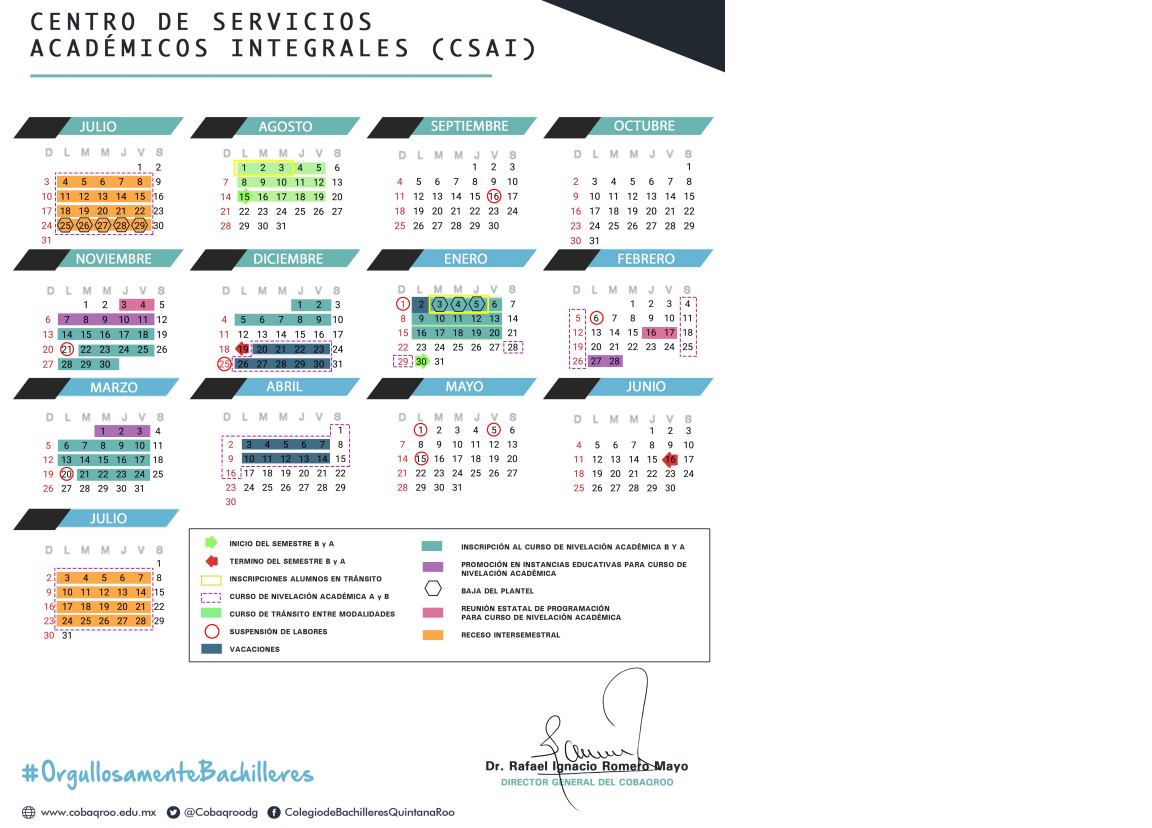 CENTRO DE SERVICIOS
ACADÉMICOS INTEGRALES (CSAI)
JULIO
D L M M J V S
1 2
3 4 5 6 7 8 9
10 11 12 13 14 15 16
17 18 19 20 21 22 23
24 25 26 27 28 29 30
31
AGOSTO
D L M M J V S
1 2 3 4 5 6
7 8 9 10 11 12 13
14 15 16 17 18 19 20
21 22 23 24 25 26 27
28 29 30 31
SEPTIEMBRE
D L M M J V S
1 2 3
4 5 6 7 8 9 10
11 12 13 14 15 16 17
18 19 20 21 22 23 24
25 26 27 28 29 30
OCTUBRE
D L M M J V S
1
2 3 4 5 6 7 8
9 10 11 12 13 14 15
16 17 18 19 20 21 22
23 24 25 26 27 28 29
30 31
NOVIEMBRE
D L M M J V S
1 2 3 4 5
6 7 8 9 10 11 12
13 14 15 16 17 18 19
20 21 22 23 24 25 26
27 28 29 30
DICIEMBRE
D L M M J V S
1 2 3
4 5 6 7 8 9 10
11 12 13 14 15 16 17
18 19 20 21 22 23 24
25 26 27 28 29 30 31
ENERO
D L M M J V S
1 2 3 4 5 6 7
8 9 10 11 12 13 14
15 16 17 18 19 20 21
22 23 24 25 26 27 28
29 30 31
FEBRERO
D L M M J V S
1 2 3 4
5 6 7 8 9 10 11
12 13 14 15 16 17 18
19 20 21 22 23 24 25
26 27 28
MARZO
D L M M J V S
1 2 3 4
5 6 7 8 9 10 11
12 13 14 15 16 17 18
19 20 21 22 23 24 25
26 27 28 29 30 31
ABRIL
D L M M J V S
1
2 3 4 5 6 7 8
9 10 11 12 13 14 15
16 17 18 19 20 21 22
23 24 25 26 27 28 29
30
MAYO
D L M M J V S
1 2 3 4 5 6
7 8 9 10 11 12 13
14 15 16 17 18 19 20
21 22 23 24 25 26 27
28 29 30 31
JUNIO
D L M M J V S
1 2 3
4 5 6 7 8 9 10
11 12 13 14 15 16 17
18 19 20 21 22 23 24
25 26 27 28 29 30
JULIO
D L M M J V S
1
2 3 4 5 6 7 8
9 10 11 12 13 14 15
16 17 18 19 20 21 22
23 24 25 26 27 28 29
30 31
INICIO DEL SEMESTRE B y A
TERMINO DEL SEMESTRE B y A
INSCRIPCIONES ALUMNOS EN TRÁNSITO
CURSO DE NIVELACIÓN ACADÉMICA A y B
CURSO DE TRÁNSITO ENTRE MODALIDADES
SUSPENSIÓN DE LABORES
VACACIONES
INSCRIPCIÓN AL CURSO DE NIVELACIÓN ACADÉMICA B Y A
PROMOCIÓN EN INSTANCIAS EDUCATIVAS PARA CURSO DE
NIVELACIÓN ACADÉMICA
BAJA DEL PLANTEL
REUNIÓN ESTATAL DE PROGRAMACIÓN
PARA CURSO DE NIVELACIÓN ACADÉMICA
RECESO INTERSEMESTRAL
Dr. Rafael Ignacio Romero Mayo
DIRECTOR GENERAL DEL COBAQROO
#OrgullosamenteBachilleres
www.cobaqroo.edu.mx @Cobaqroodg ColegiodeBachilleresQuintanaRoo